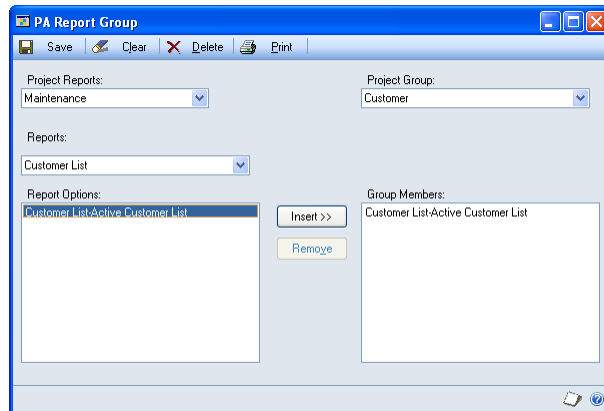 PA Report Group
Save Clear Delete Print
Project Reports: Project Group:
Maintenance Customer
Reports:
Customer List
Report Options: Group Members:
Customer List-Active Customer List Insert >> Customer List-Active Customer List
Remove